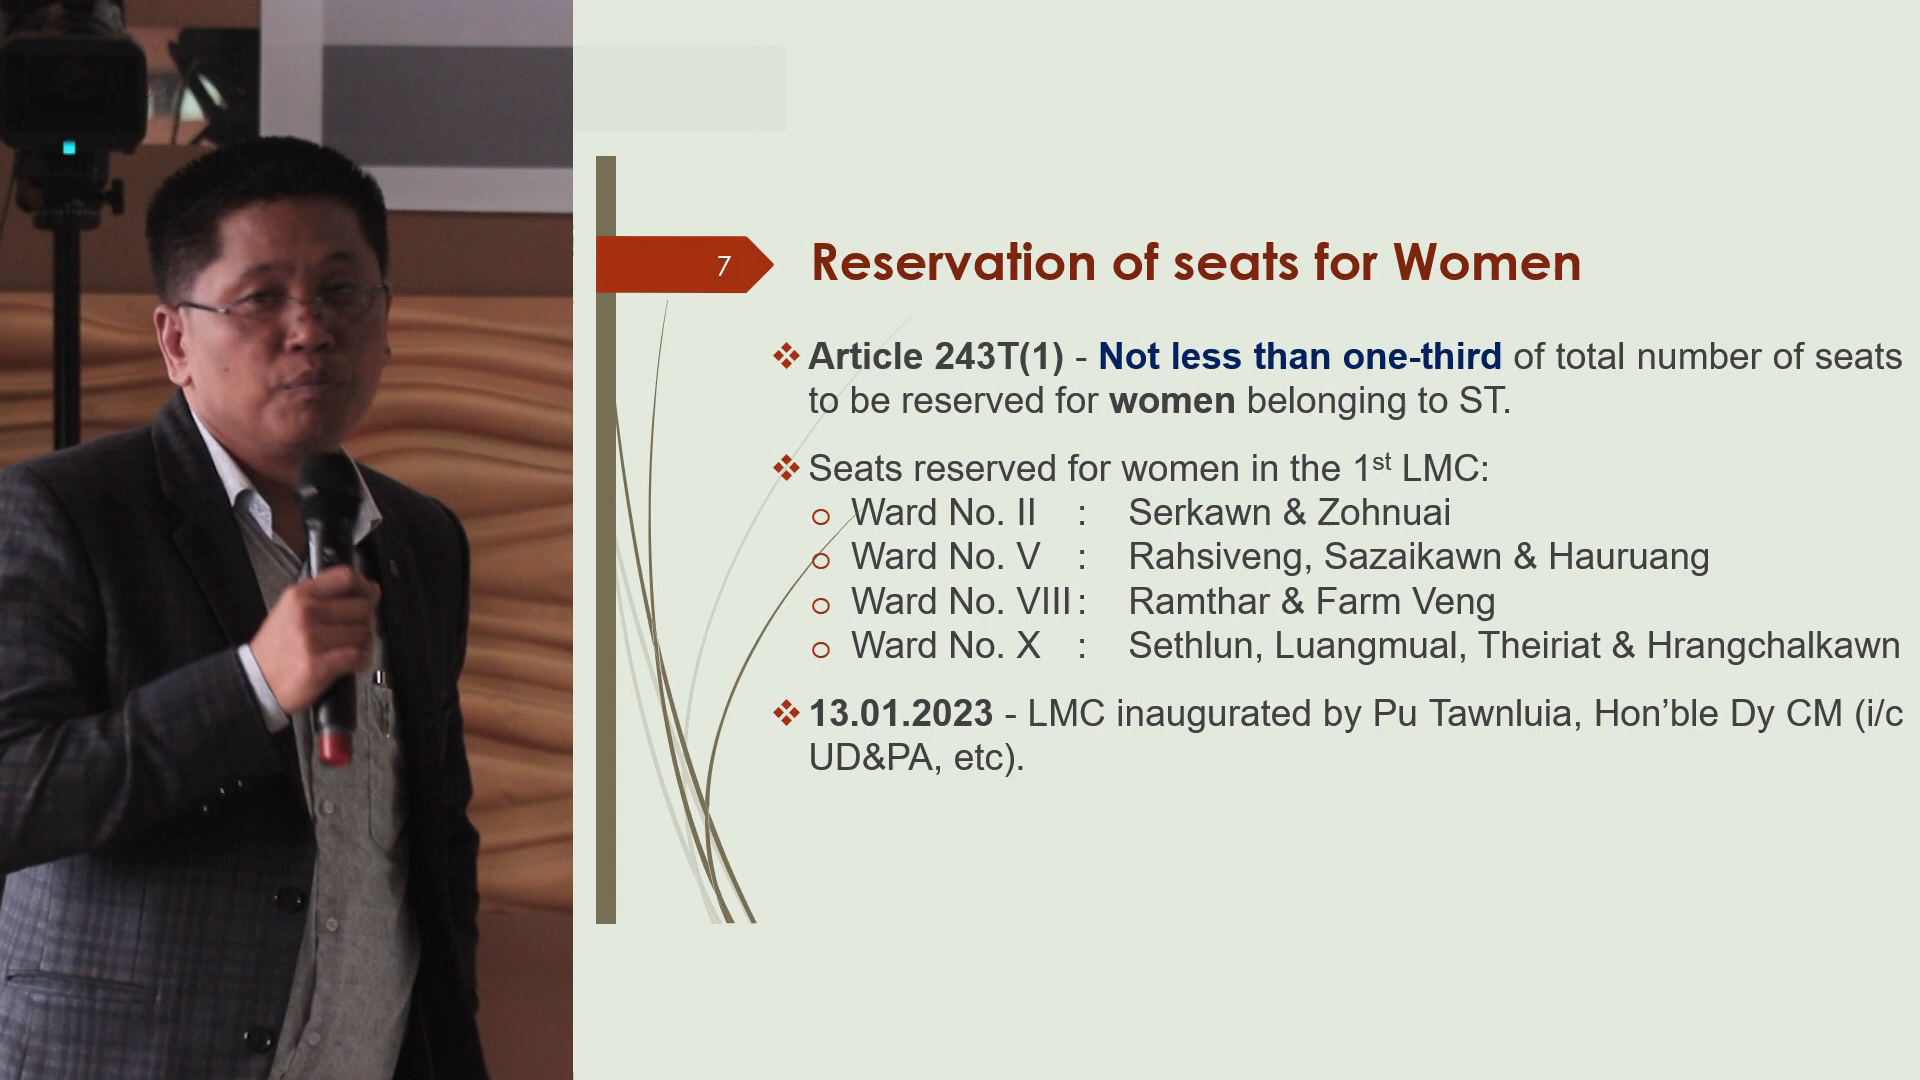 7
Reservation of seats for Women
Article 243T(1) - Not less than one-third of total number of seats
to be reserved for women belonging to ST.
Seats reserved for women in the 1st LMC:
Ward No. II : Serkawn & Zohnuai
Ward No. V : Rahsiveng, Sazaikawn & Hauruang
Ward No. VIII : Ramthar & Farm Veng
Ward No. X : Sethlun, Luangmual, Theiriat & Hrangchalkawn
13.01.2023 - LMC inaugurated by Pu Tawnluia, Hon’ble Dy CM (i/c
UD&PA, etc).